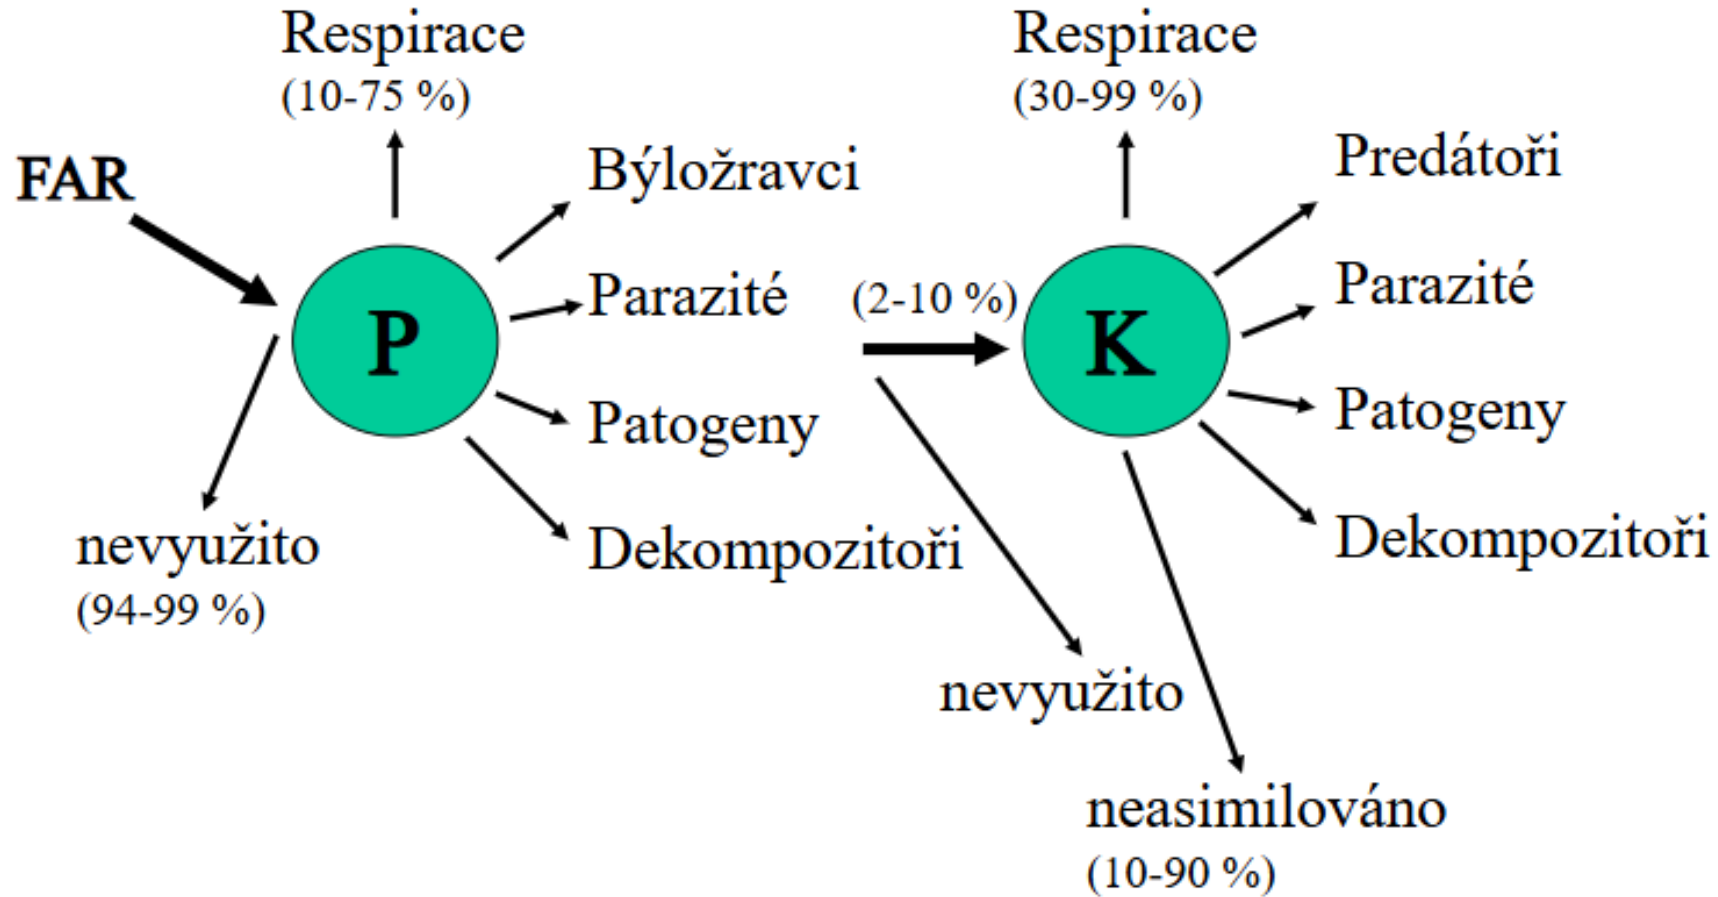 Respirace
(10-75 %)
FAR
Býložravci
Parazité
P
Patogeny
Dekompozitoři
nevyužito
(94-99 %)
(2-10 %)
Respirace
(30-99 %)
Predátoři
Parazité
K
Patogeny
Dekompozitoři
nevyužito
neasimilováno
(10-90 %)